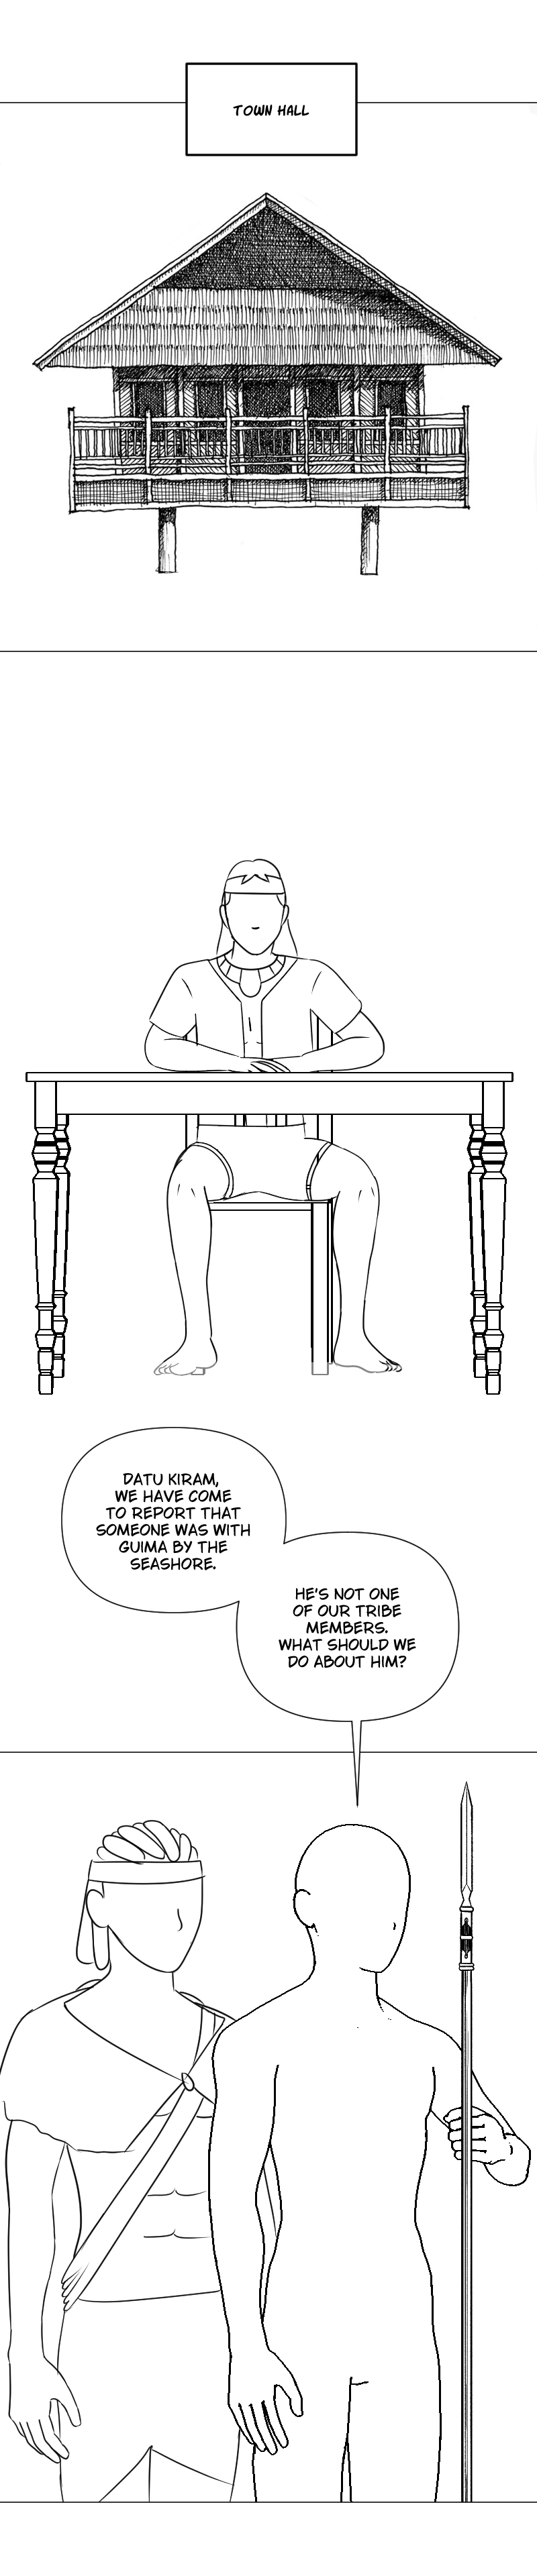 TOWN HALL
DATU KIRAM,
WE HAVE COME
TO REPORT THAT
SOMEONE WAS WITH
GUIMA BY THE
SEASHORE.
HE'S NOT ONE
OF OUR TRIBE
MEMBERS.
WHAT SHOULD WE
DO ABOUT HIM?